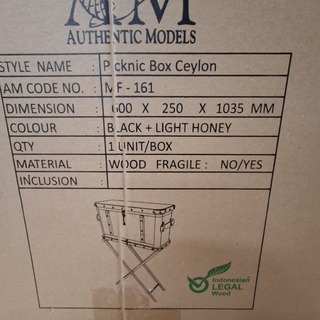 AM
AUTHENTIC MODELS
STYLE NAME : Picknic Box Ceylon
AM CODE NO. : MF - 161
DIMENSION : 600 X 250 X 1035 MM
COLOUR : BLACK + LIGHT HONEY
QTY : 1 UNIT/BOX
MATERIAL : WOOD FRAGILE : NO/YES
INCLUSION :
Indonesian
LEGAL
Wood